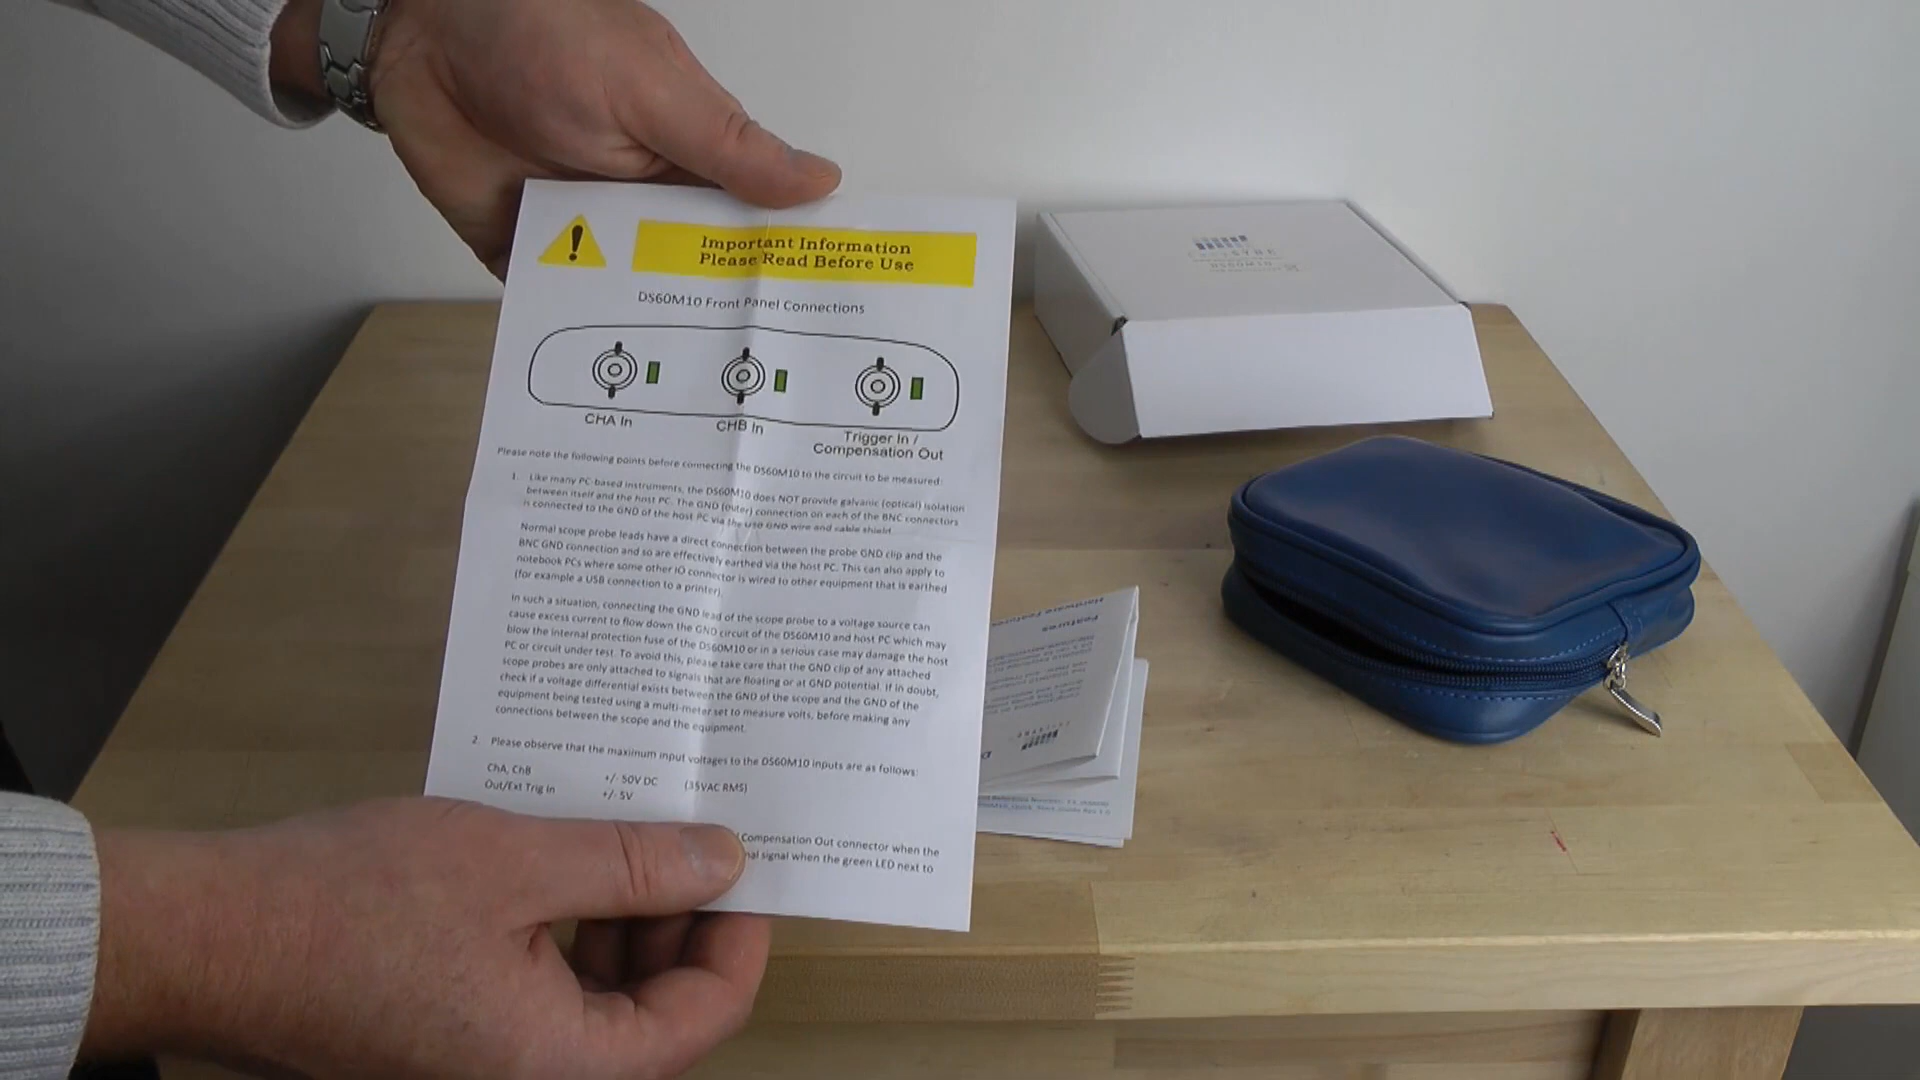 Important Information
Please Read Before Use
DS60M10 Front Panel Connections
CHA In
CHB In
Trigger In /
Compensation Out
Please note the following points before connecting the DS60M10 to the circuit to be measured:
1. Like many PC-based instruments, the DS60M10 does NOT provide galvanic (optical) isolation
between itself and the host PC. The GND (outer) connection on each of the BNC connectors
is connected to the GND of the host PC via the USB GND wire and cable shield.
Normal scope probe leads have a direct connection between the probe GND clip and the
BNC GND connection and so are effectively earthed via the host PC. This can also apply to
notebook PCs where some other IO connector is wired to other equipment that is earthed
(for example a USB connection to a printer).
In such a situation, connecting the GND lead of the scope probe to a voltage source can
cause excess current to flow down the GND circuit of the DS60M10 and host PC which may
blow the internal protection fuse of the DS60M10 or in a serious case may damage the host
PC or circuit under test. To avoid this, please take care that the GND clip of any attached
scope probes are only attached to signals that are floating or at GND potential. If in doubt,
check if a voltage differential exists between the GND of the scope and the GND of the
equipment being tested using a multi-meter set to measure volts, before making any
connections between the scope and the equipment.
2. Please observe that the maximum input voltages to the DS60M10 inputs are as follows:
ChA, ChB +/- 50V DC (35VAC RMS)
Out/Ext Trig In +/- 5V
Compensation Out connector when the
nal signal when the green LED next to
DS60M10
Hardware Features
Features